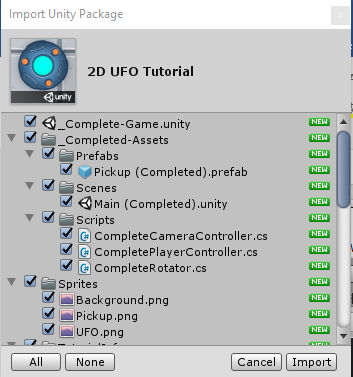 Import Unity Package
2D UFO Tutorial
unity
_Complete-Game.unity NEW
_Completed-Assets NEW
Prefabs NEW
Pickup (Completed).prefab NEW
Scenes NEW
Main (Completed).unity NEW
Scripts NEW
CompleteCameraController.cs NEW
CompletePlayerController.cs NEW
CompleteRotator.cs NEW
Sprites NEW
Background.png NEW
Pickup.png NEW
UFO.png NEW
All None Cancel Import